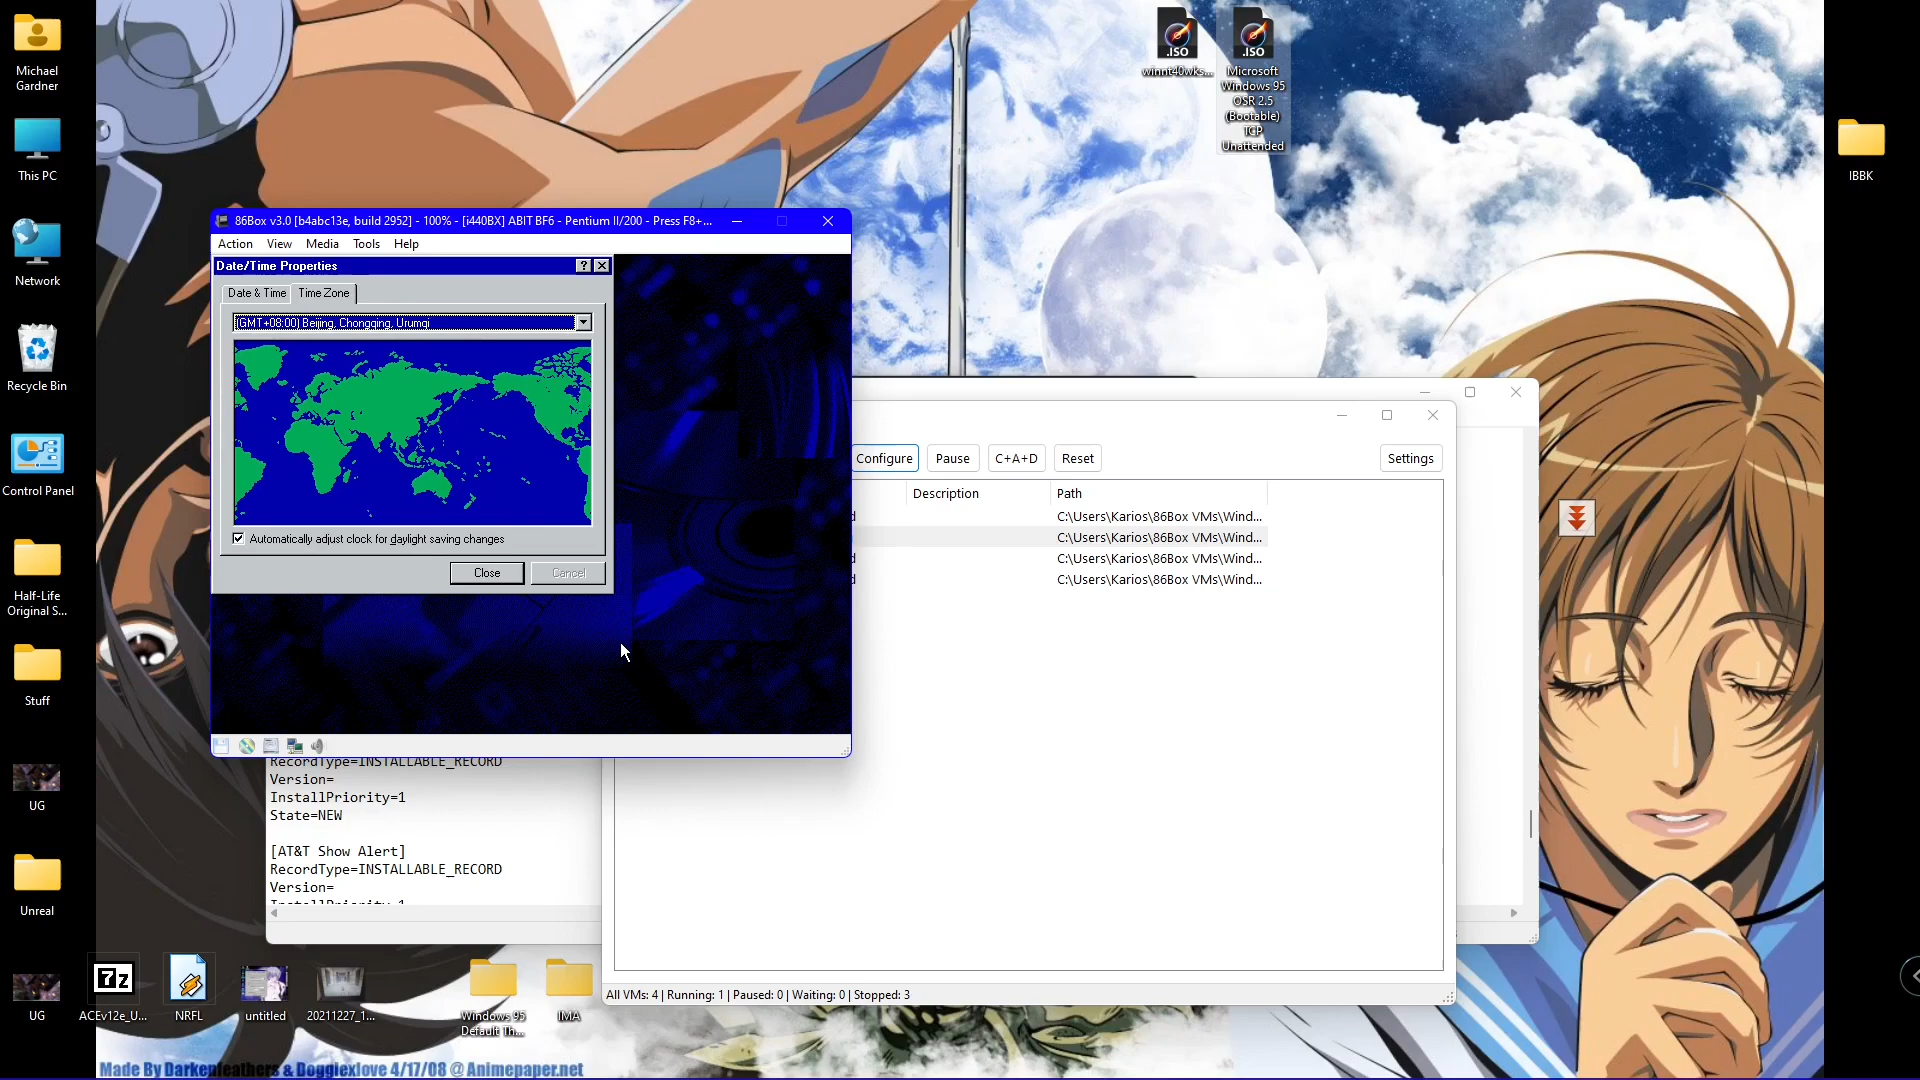 Michael
Gardner
This PC
Network
Recycle Bin
Control Panel
Half-Life
Original S...
Stuff
UG
Unreal
UG
.ISO
winnt40wks...
.ISO
Microsoft
Windows 95
OSR 2.5
(Bootable)
TCP
Unattended
IBBK
86Box v3.0 [b4abc13e, build 2952] - 100% - [i440BX] ABIT BF6 - Pentium II/200 - Press F8+...
Action View Media Tools Help
Date/Time Properties
Date & Time Time Zone
(GMT+08:00) Beijing, Chongqing, Urumqi
Automatically adjust clock for daylight saving changes
Close Cancel
Configure Pause C+A+D Reset Settings
Description Path
d C:\Users\Karios\86Box VMs\Wind...
C:\Users\Karios\86Box VMs\Wind...
d C:\Users\Karios\86Box VMs\Wind...
d C:\Users\Karios\86Box VMs\Wind...
All VMs: 4 | Running: 1 | Paused: 0 | Waiting: 0 | Stopped: 3
RecordType=INSTALLABLE_RECORD
Version=
InstallPriority=1
State=NEW
[AT&T Show Alert]
RecordType=INSTALLABLE_RECORD
Version=
InstallPriority=1
7z
ACEv12e_U...
NRFL
untitled
20211227_1...
Windows 95
Default Th...
IMA
Made By Darkenfeathers & Doggiexlove 4/17/08 @ Animepaper.net